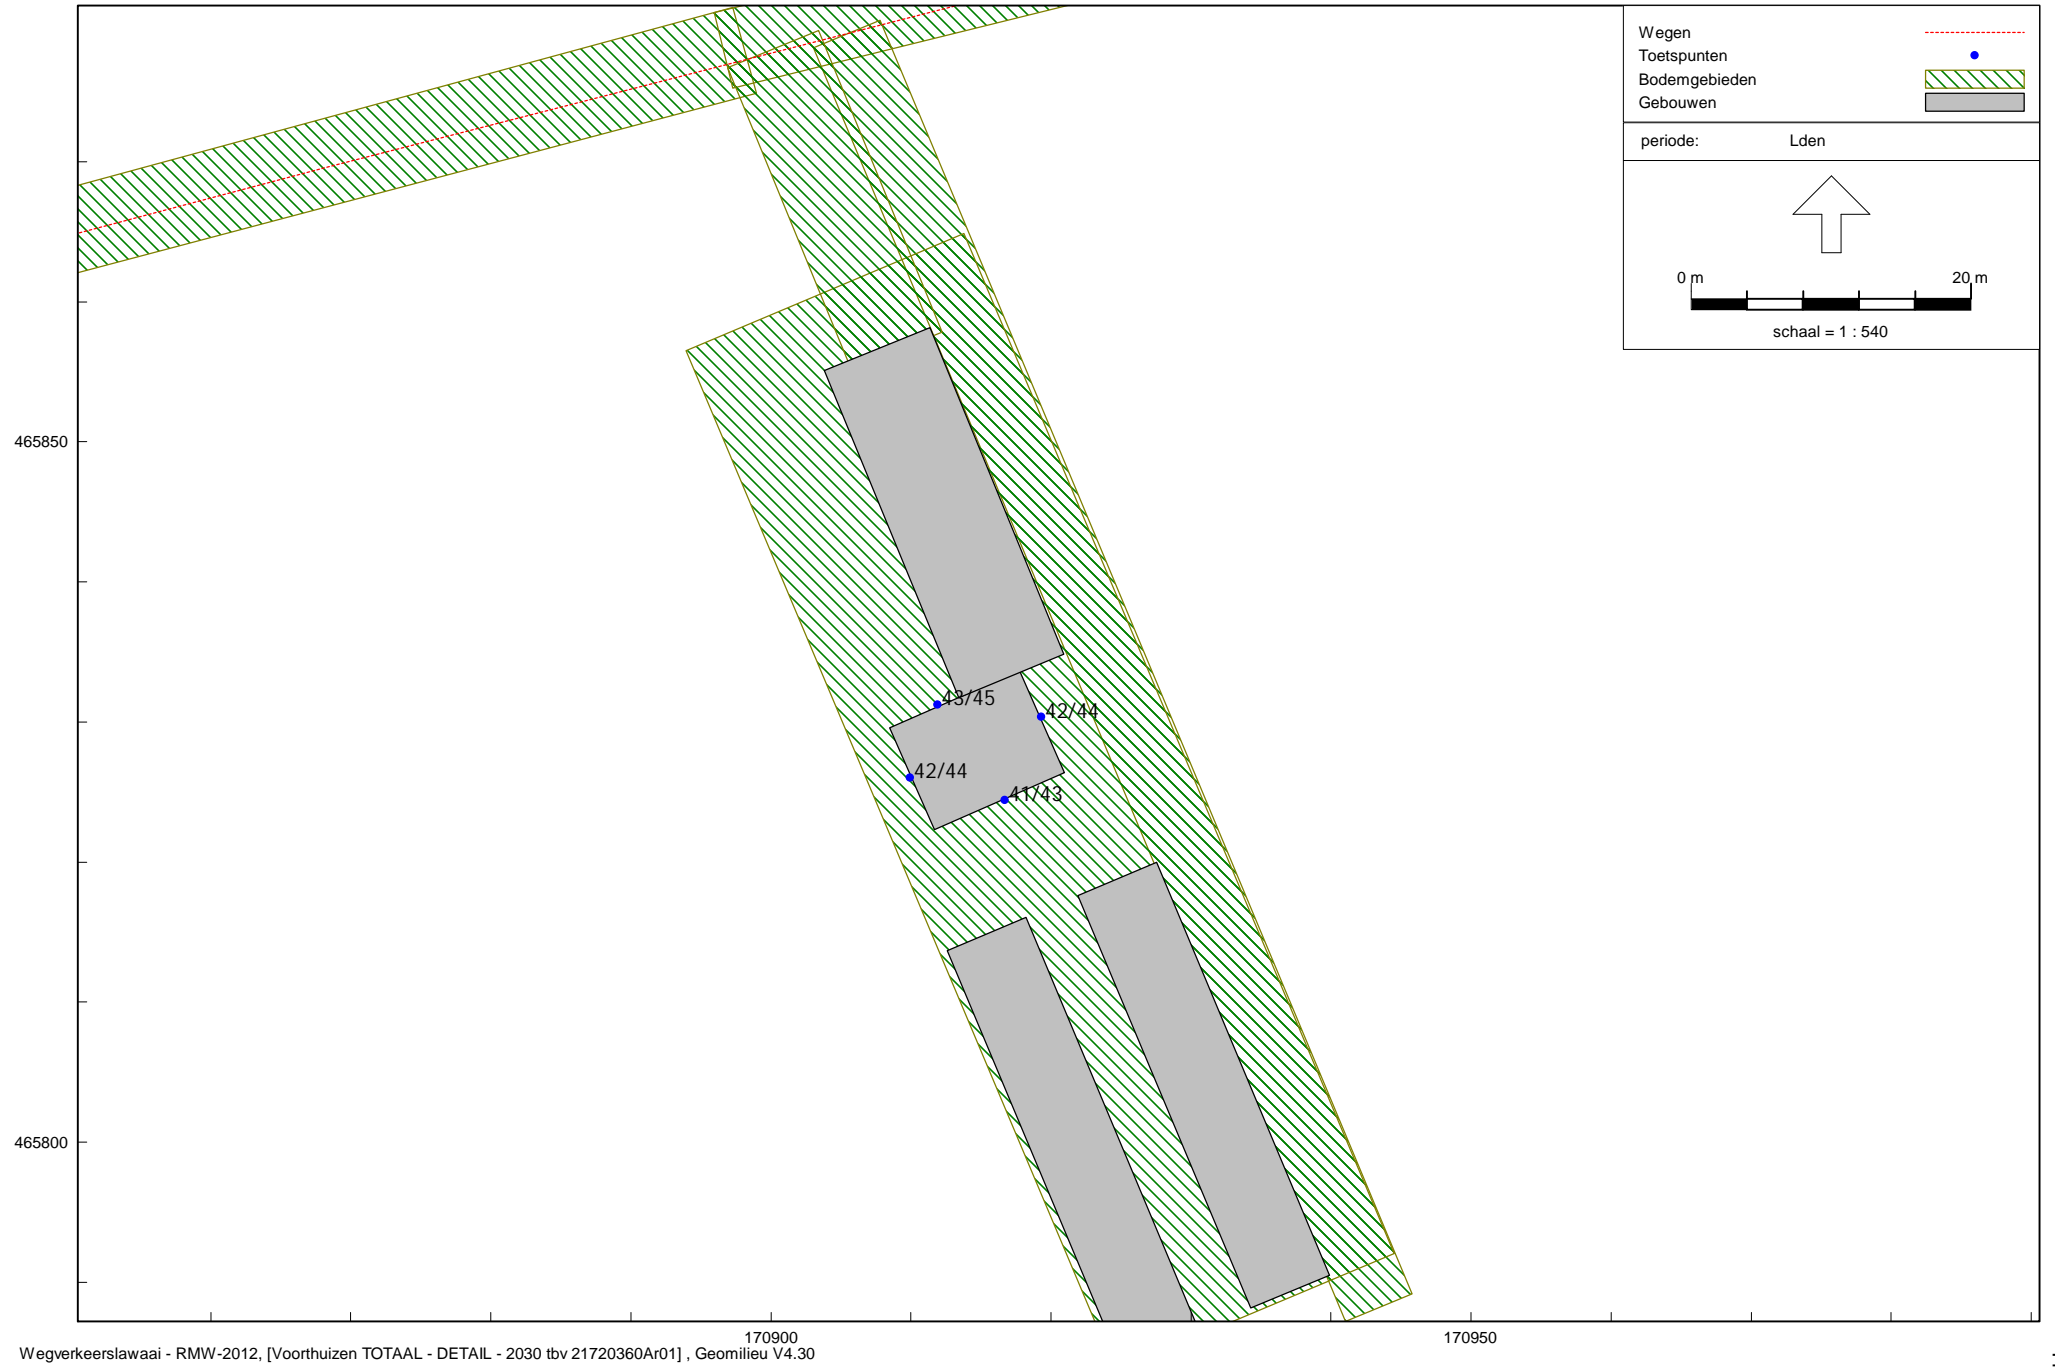 Wegen
Toetspunten
Bodemgebieden
Gebouwen
periode: Lden
0 m 20 m
schaal = 1 : 540
465850
43/45
42/44
42/44
41/43
465800
170900 170950
Wegverkeerslawaai - RMW-2012, [Voorthuizen TOTAAL - DETAIL - 2030 tbv 21720360Ar01] , Geomilieu V4.30